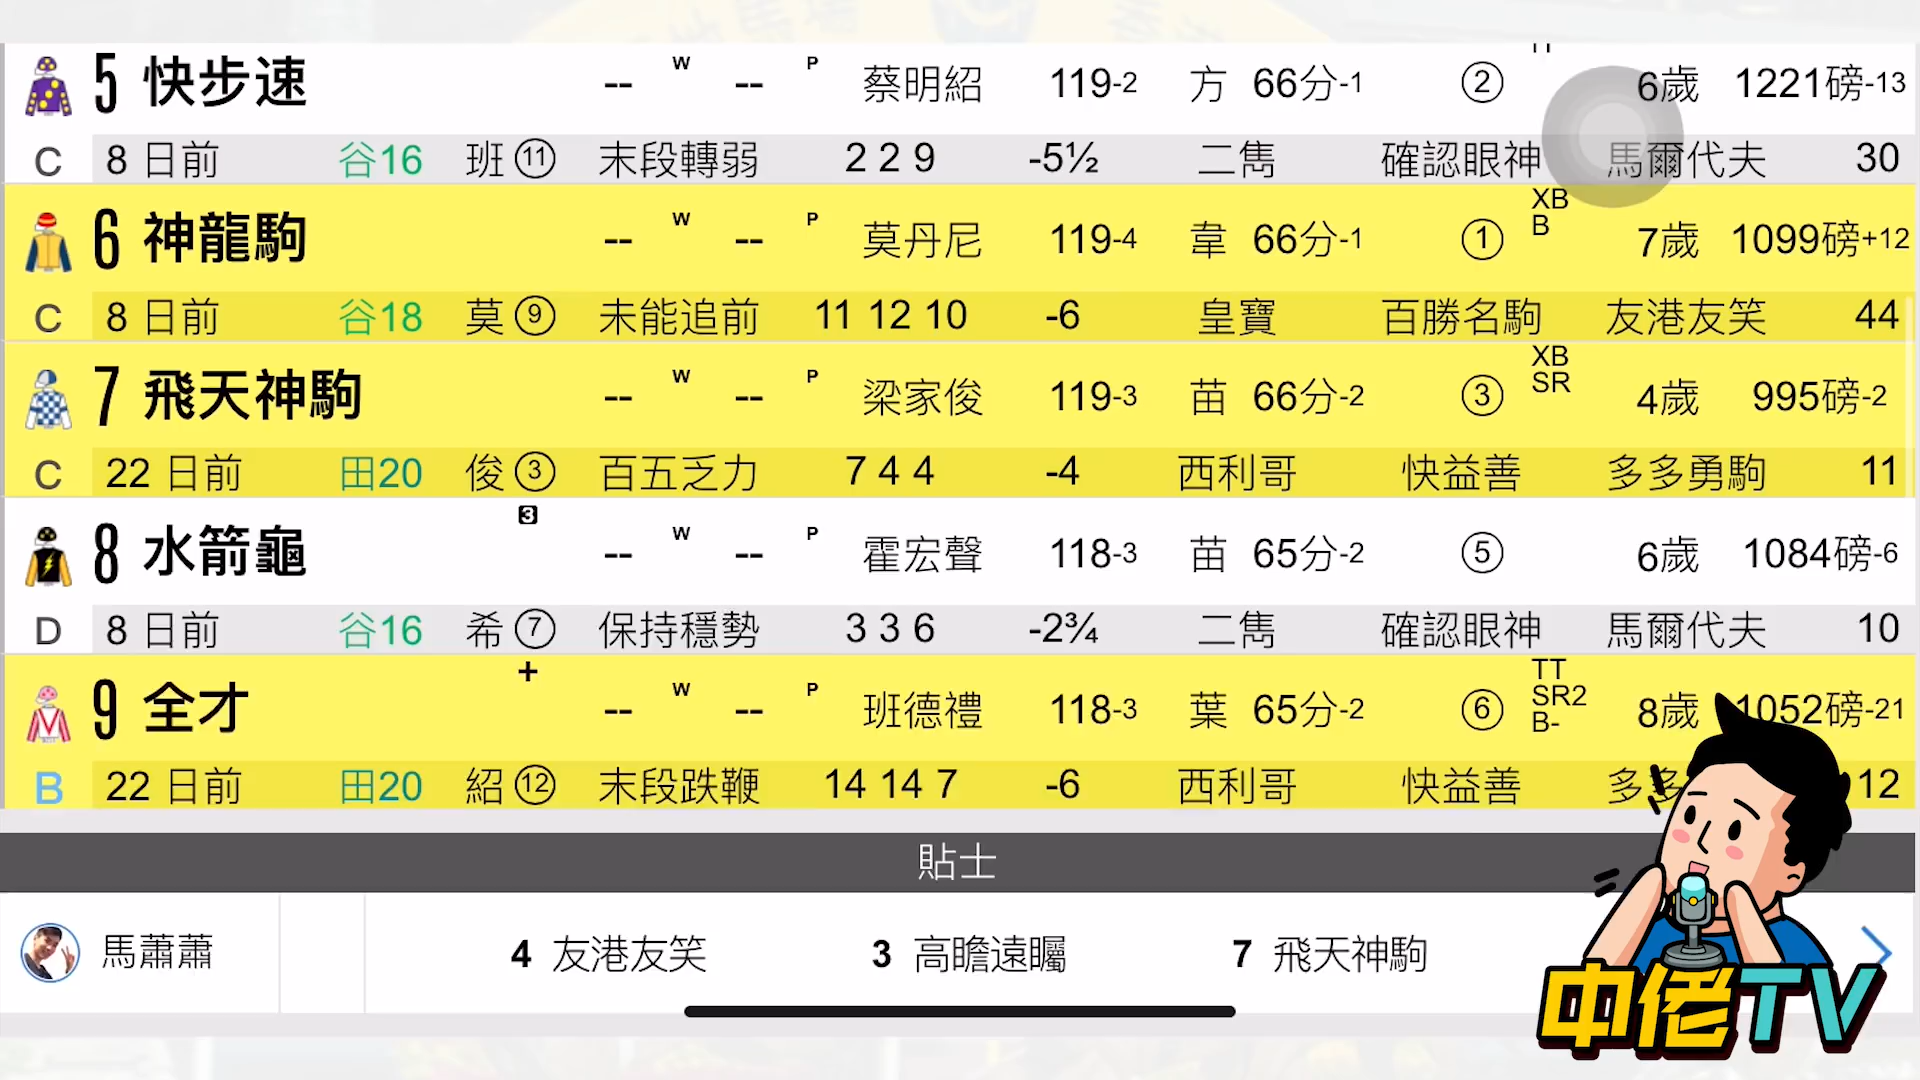 5 快步速 -- W -- P 蔡明紹 119-2 方 66分-1 ② 6歲 1221磅-13
C 8 日前 谷16 班⑪ 末段轉弱 2 2 9 -5½ 二雋 確認眼神 馬爾代夫 30
6 神龍駒 -- W -- P 莫丹尼 119-4 韋 66分-1 ① XB B 7歲 1099磅+12
C 8 日前 谷18 莫⑨ 未能追前 11 12 10 -6 皇寶 百勝名駒 友港友笑 44
7 飛天神駒 -- W -- P 梁家俊 119-3 苗 66分-2 ③ XB SR 4歲 995磅-2
C 22 日前 田20 俊③ 百五乏力 7 4 4 -4 西利哥 快益善 多多勇駒 11
8 水箭龜 3 -- W -- P 霍宏聲 118-3 苗 65分-2 ⑤ 6歲 1084磅-6
D 8 日前 谷16 希⑦ 保持穩勢 3 3 6 -2¾ 二雋 確認眼神 馬爾代夫 10
9 全才 + -- W -- P 班德禮 118-3 葉 65分-2 ⑥ TT SR2 B- 8歲 1052磅-21
B 22 日前 田20 紹⑫ 末段跌鞭 14 14 7 -6 西利哥 快益善 多多 12
貼士
馬蕭蕭 4 友港友笑 3 高瞻遠矚 7 飛天神駒
中佬TV